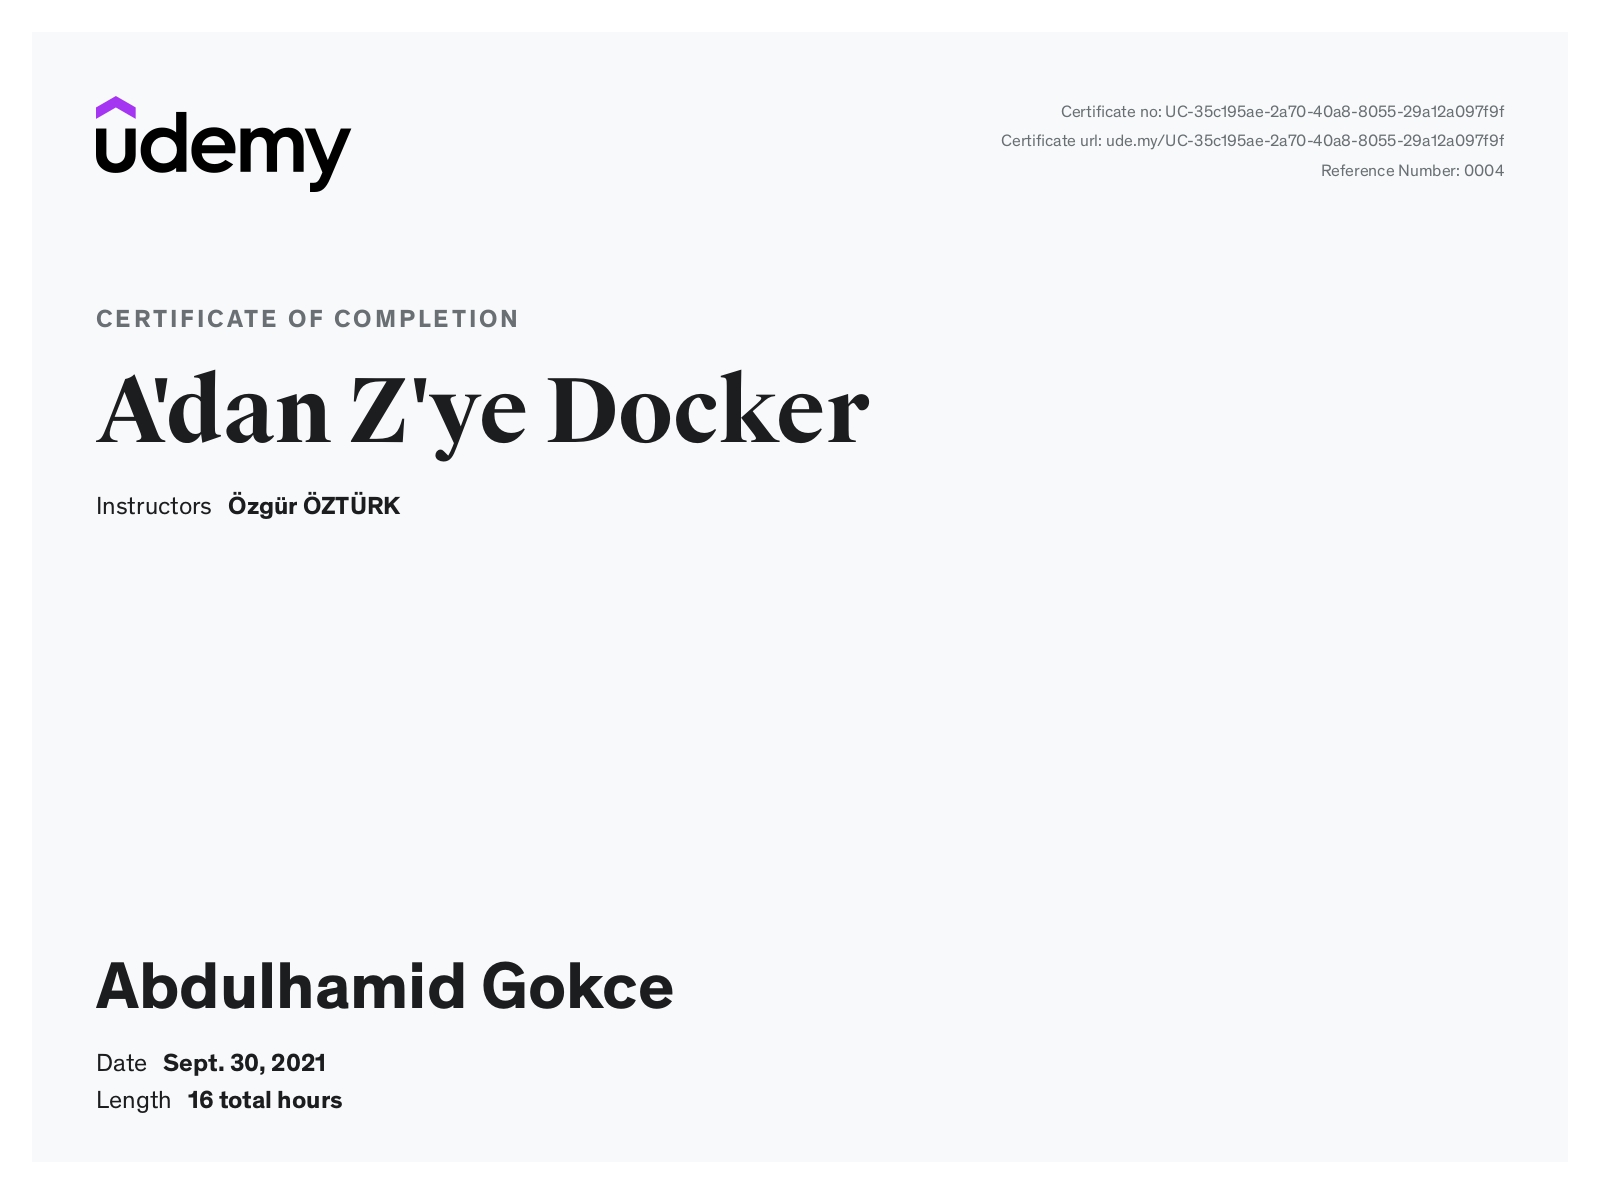 udemy
Certificate no: UC-35c195ae-2a70-40a8-8055-29a12a097f9f
Certificate url: ude.my/UC-35c195ae-2a70-40a8-8055-29a12a097f9f
Reference Number: 0004
CERTIFICATE OF COMPLETION
A'dan Z'ye Docker
Instructors Özgür ÖZTÜRK
Abdulhamid Gokce
Date Sept. 30, 2021
Length 16 total hours